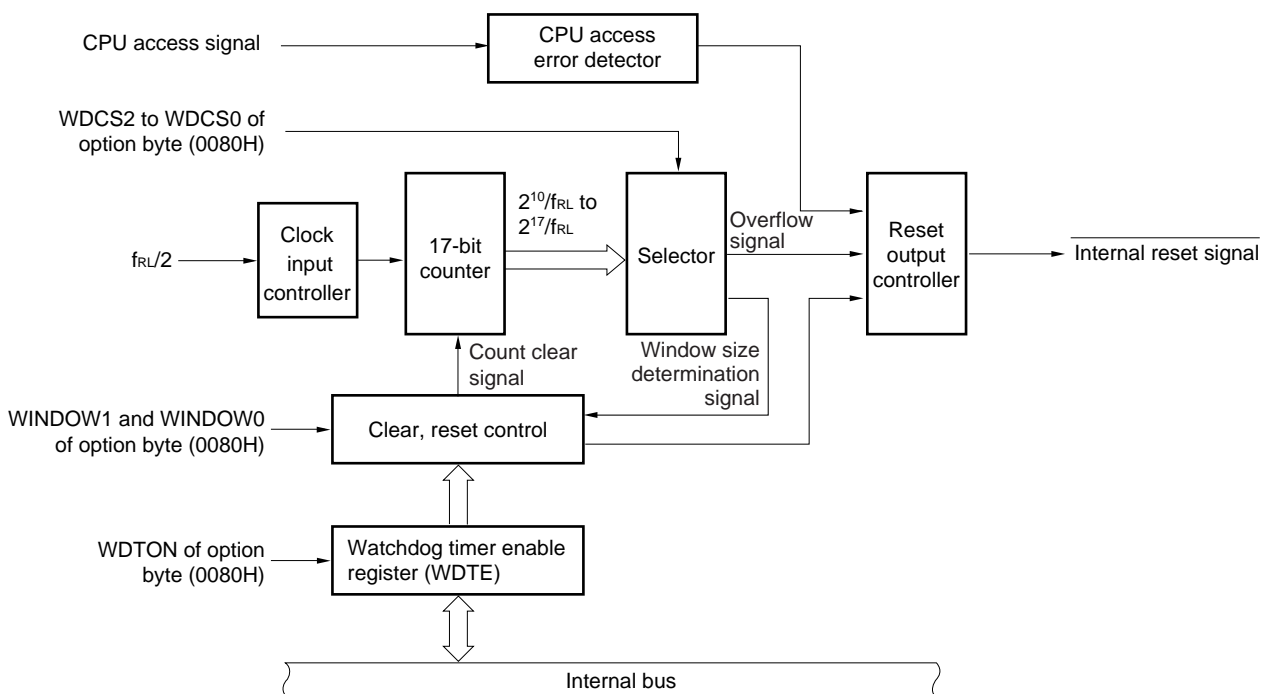 CPU access signal
CPU access
error detector
WDCS2 to WDCS0 of
option byte (0080H)
fRL/2
Clock
input
controller
17-bit
counter
2¹⁰/fRL to
2¹⁷/fRL
Selector
Overflow
signal
Reset
output
controller
Internal reset signal
Count clear
signal
Window size
determination
signal
WINDOW1 and WINDOW0
of option byte (0080H)
Clear, reset control
WDTON of option
byte (0080H)
Watchdog timer enable
register (WDTE)
Internal bus